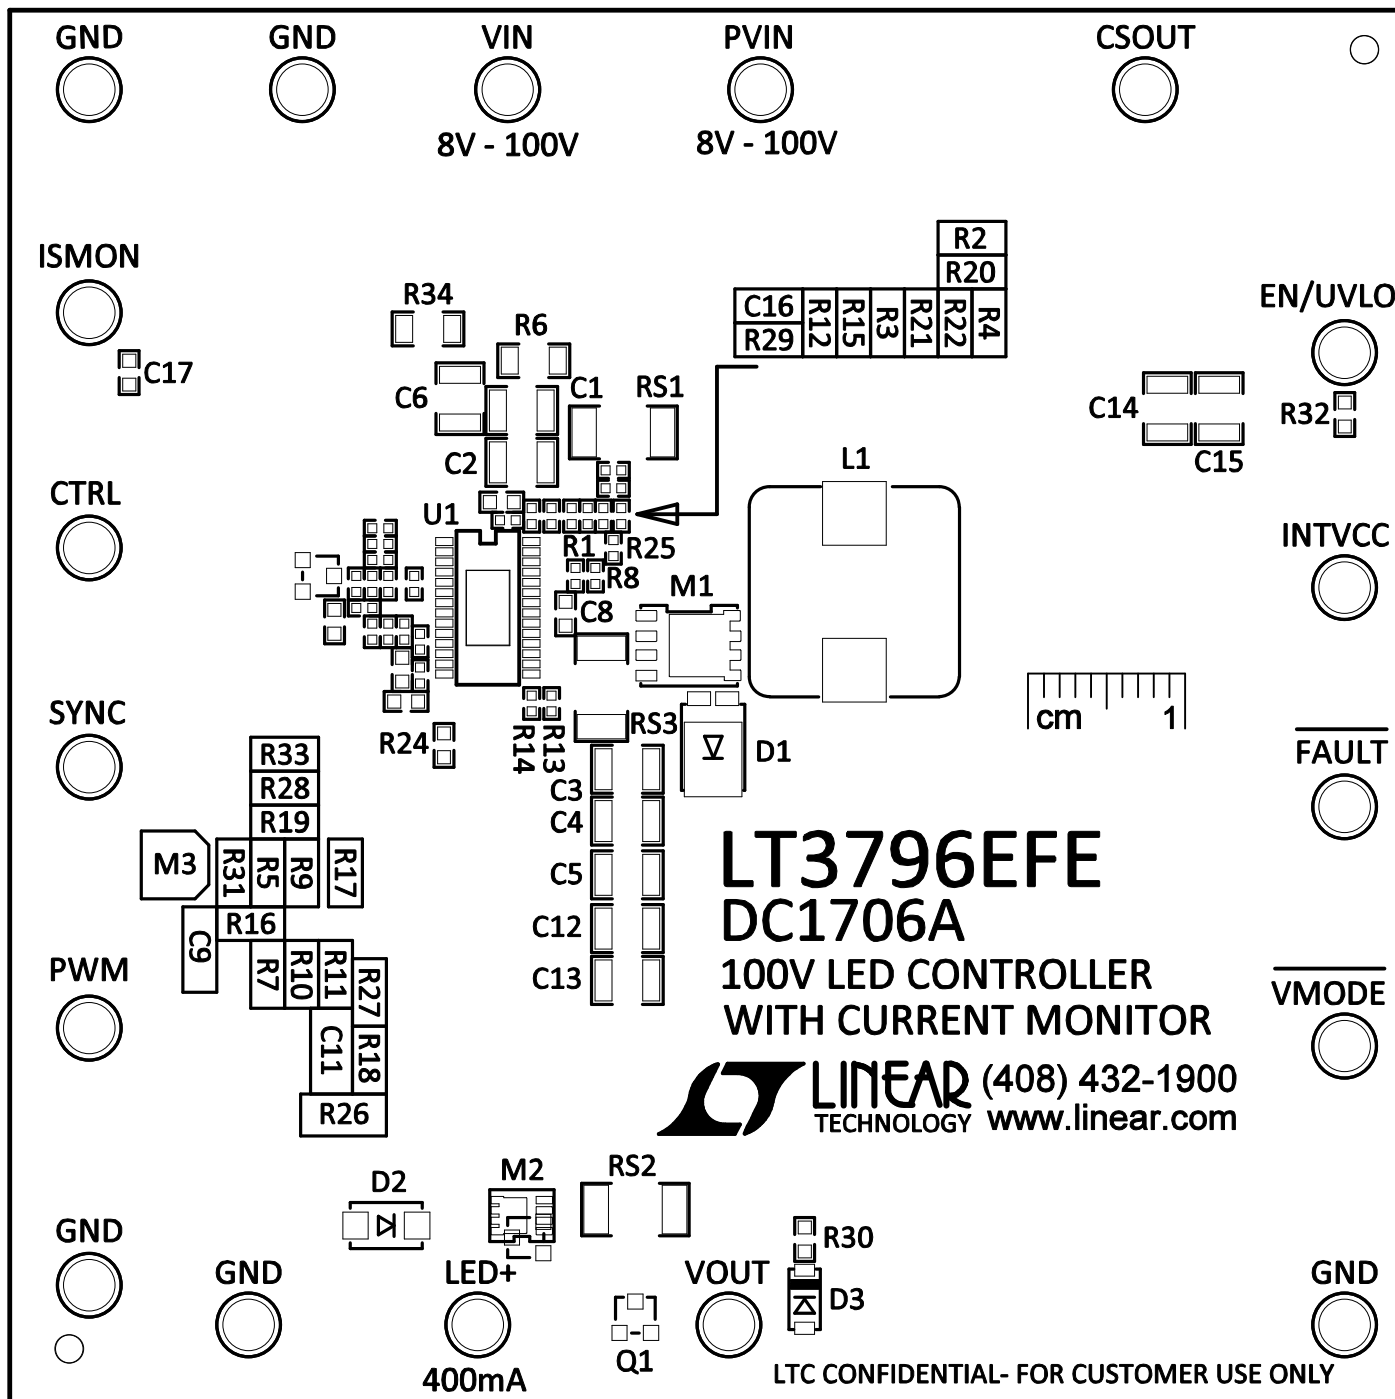 GND
GND
VIN
PVIN
CSOUT
8V - 100V
8V - 100V
R2
R20
ISMON
EN/UVLO
R34
C16
R12
R15
R3
R21
R22
R4
R29
R6
C17
C6
C1
RS1
C14
R32
C2
L1
C15
CTRL
U1
INTVCC
R1
R25
R8
M1
C8
SYNC
cm
1
R24
R14
R13
RS3
D1
FAULT
R33
R28
C3
R19
C4
M3
R31
R5
R9
R17
C5
LT3796EFE
R16
C12
DC1706A
C9
PWM
R7
R10
R11
R27
C13
100V LED CONTROLLER
VMODE
WITH CURRENT MONITOR
C11
R18
LINEAR
(408) 432-1900
TECHNOLOGY
www.linear.com
R26
D2
M2
RS2
GND
R30
GND
LED+
VOUT
GND
D3
Q1
400mA
LTC CONFIDENTIAL- FOR CUSTOMER USE ONLY